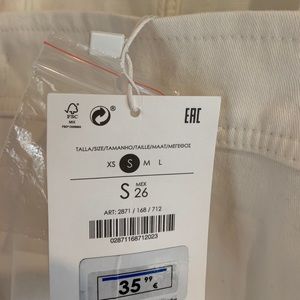 FSC
MIX
EAC
TALLA/SIZE/TAMANHO/TAILLE/MAAT/ΜΕΓΕΘΟΣ
XS S M L
S MEX 26
ART: 2871 / 168 / 712
02871168712023
35 99 €